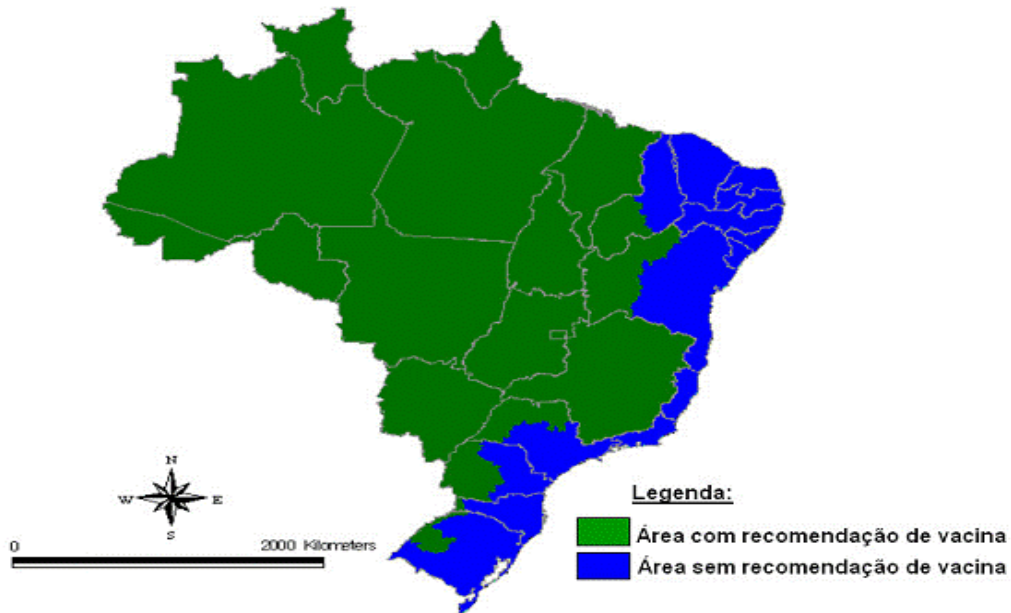 N
W E
S
0 2000 Kilometers
Legenda:
Área com recomendação de vacina
Área sem recomendação de vacina